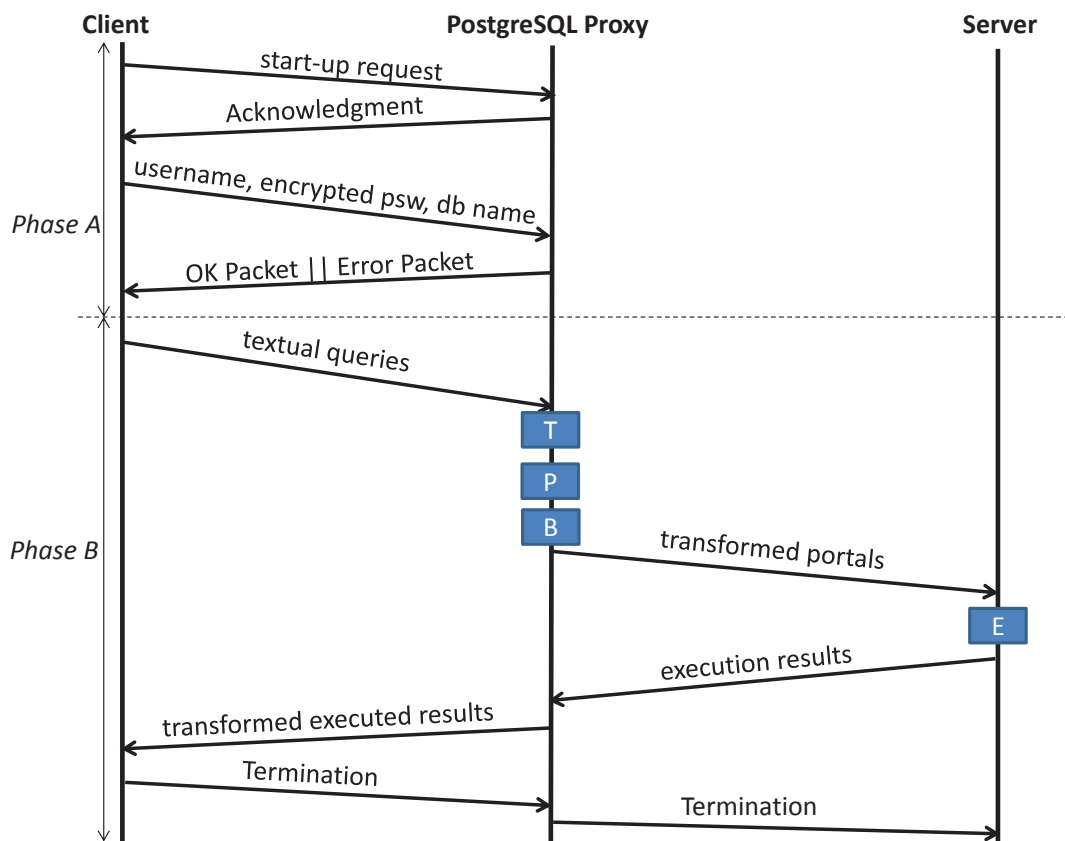 Client PostgreSQL Proxy Server
start-up request
Acknowledgment
username, encrypted psw, db name
Phase A
OK Packet || Error Packet
textual queries
T
P
B
Phase B
transformed portals
E
execution results
transformed executed results
Termination
Termination